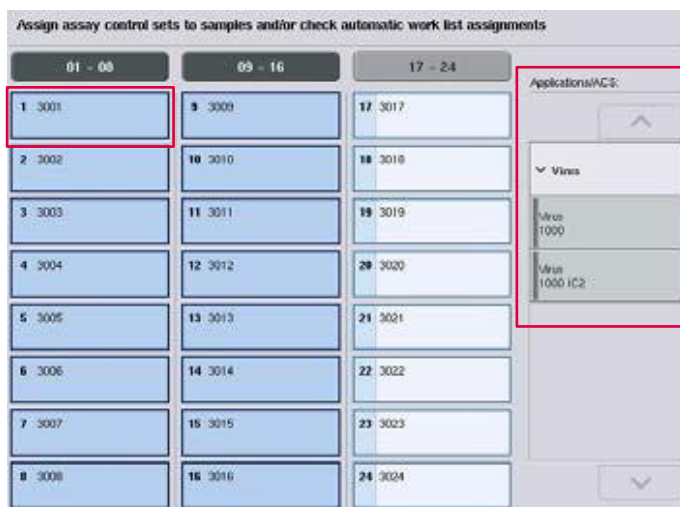 Assign assay control sets to samples and/or check automatic work list assignments
01 - 08
09 - 16
17 - 24
Applications/ACS:
1 3001
9 3009
17 3017
2 3002
10 3010
18 3018
Virus
3 3003
11 3011
19 3019
Virus
1000
4 3004
12 3012
20 3020
Virus
1000 IC2
5 3005
13 3013
21 3021
6 3006
14 3014
22 3022
7 3007
15 3015
23 3023
8 3008
16 3016
24 3024